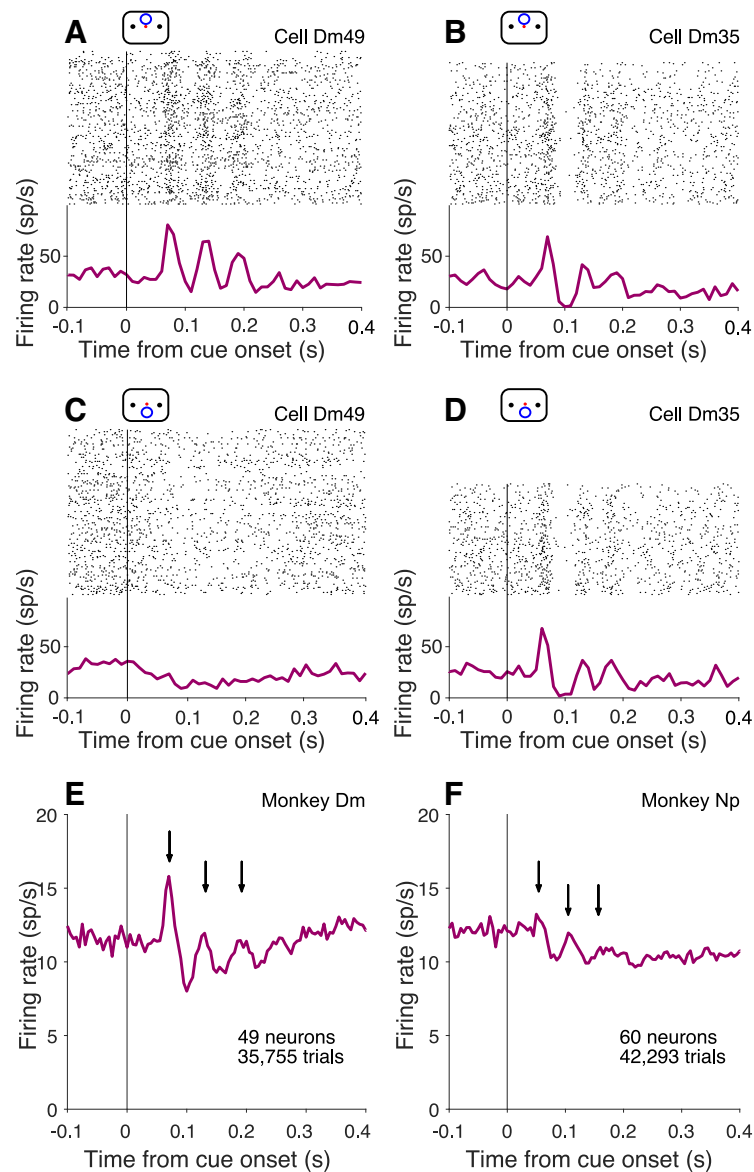 A
Cell Dm49
Firing rate (sp/s)
50
0
-0.1 0 0.1 0.2 0.3 0.4
Time from cue onset (s)
B
Cell Dm35
Firing rate (sp/s)
50
0
-0.1 0 0.1 0.2 0.3 0.4
Time from cue onset (s)
C
Cell Dm49
Firing rate (sp/s)
50
0
-0.1 0 0.1 0.2 0.3 0.4
Time from cue onset (s)
D
Cell Dm35
Firing rate (sp/s)
50
0
-0.1 0 0.1 0.2 0.3 0.4
Time from cue onset (s)
E
Monkey Dm
Firing rate (sp/s)
20
15
10
5
0
49 neurons
35,755 trials
-0.1 0 0.1 0.2 0.3 0.4
Time from cue onset (s)
F
Monkey Np
Firing rate (sp/s)
20
15
10
5
0
60 neurons
42,293 trials
-0.1 0 0.1 0.2 0.3 0.4
Time from cue onset (s)